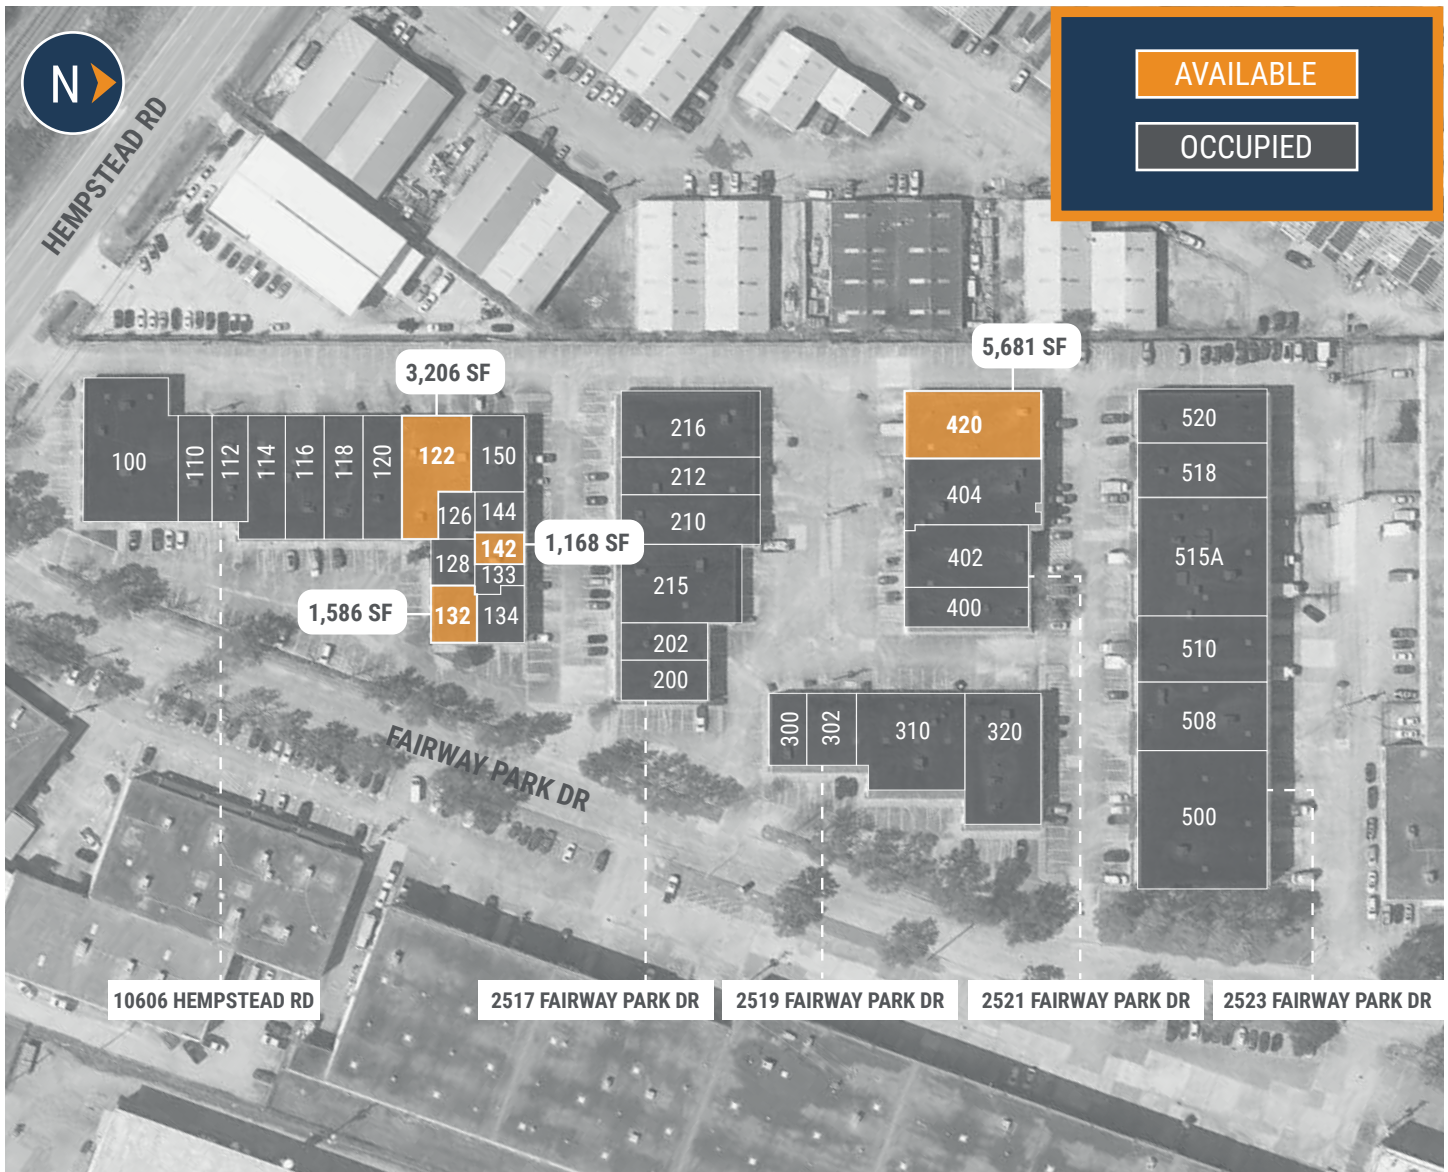 N
HEMPSTEAD RD
AVAILABLE
OCCUPIED
3,206 SF
5,681 SF
100
110
112
114
116
118
120
122
150
126
144
142
1,168 SF
128
133
1,586 SF
132
134
216
212
210
215
202
200
420
404
402
400
520
518
515A
510
508
500
300
302
310
320
FAIRWAY PARK DR
10606 HEMPSTEAD RD
2517 FAIRWAY PARK DR
2519 FAIRWAY PARK DR
2521 FAIRWAY PARK DR
2523 FAIRWAY PARK DR